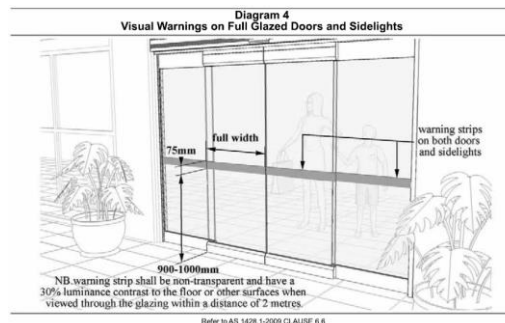 Diagram 4
Visual Warnings on Full Glazed Doors and Sidelights
full width
75mm
warning strips
on both doors
and sidelights
900-1000mm
NB.warning strip shall be non-transparent and have a
30% luminance contrast to the floor or other surfaces when
viewed through the glazing within a distance of 2 metres.
Refer to AS 1428.1-2009 CLAUSE 6.6